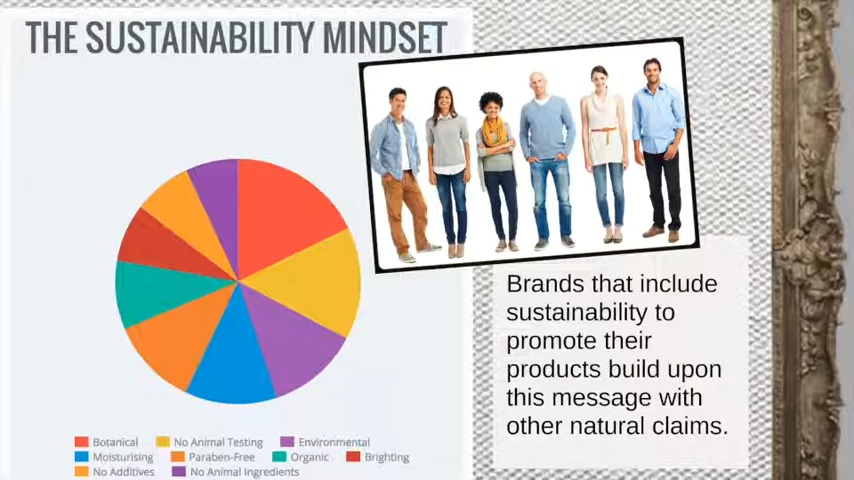 THE SUSTAINABILITY MINDSET
Brands that include
sustainability to
promote their
products build upon
this message with
other natural claims.
Botanical No Animal Testing Environmental
Moisturising Paraben-Free Organic Brighting
No Additives No Animal Ingredients